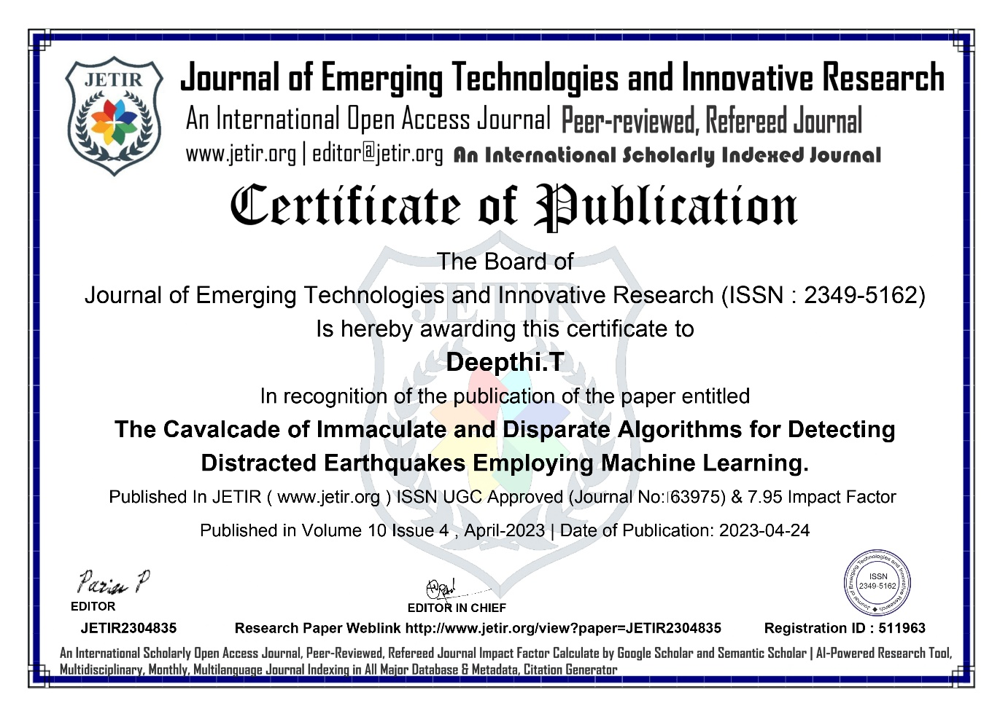 JETIR
Journal of Emerging Technologies and Innovative Research
An International Open Access Journal Peer-reviewed, Refereed Journal
www.jetir.org | editor@jetir.org An International Scholarly Indexed Journal
Certificate of Publication
JETIR
The Board of
Journal of Emerging Technologies and Innovative Research (ISSN : 2349-5162)
Is hereby awarding this certificate to
Deepthi.T
In recognition of the publication of the paper entitled
The Cavalcade of Immaculate and Disparate Algorithms for Detecting
Distracted Earthquakes Employing Machine Learning.
Published In JETIR ( www.jetir.org ) ISSN UGC Approved (Journal No: 63975) & 7.95 Impact Factor
Published in Volume 10 Issue 4 , April-2023 | Date of Publication: 2023-04-24
EDITOR
EDITOR IN CHIEF
Journal of Emerging Technologies and Innovative Research
ISSN
2349-5162
JETIR2304835 Research Paper Weblink http://www.jetir.org/view?paper=JETIR2304835 Registration ID : 511963
An International Scholarly Open Access Journal, Peer-Reviewed, Refereed Journal Impact Factor Calculate by Google Scholar and Semantic Scholar | AI-Powered Research Tool,
Multidisciplinary, Monthly, Multilanguage Journal Indexing in All Major Database & Metadata, Citation Generator